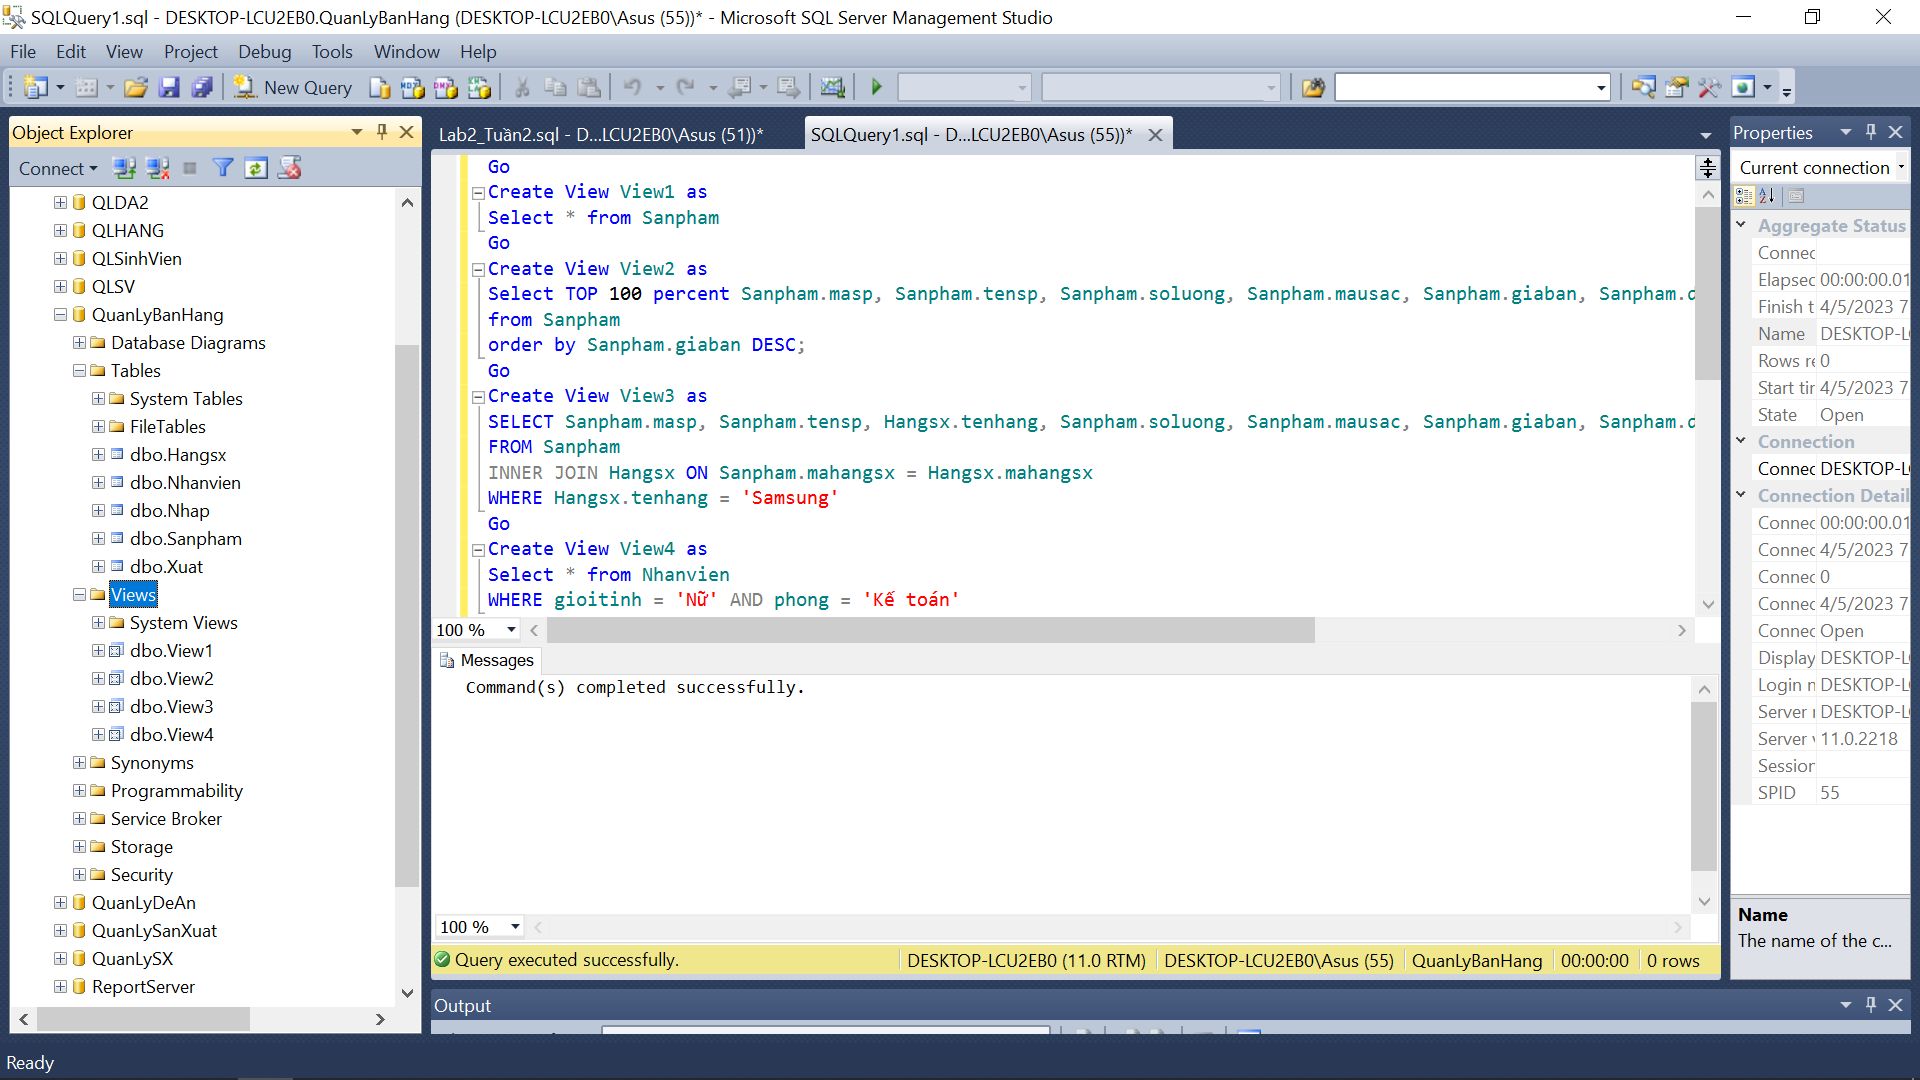 SQLQuery1.sql - DESKTOP-LCU2EB0.QuanLyBanHang (DESKTOP-LCU2EB0\Asus (55))* - Microsoft SQL Server Management Studio
File Edit View Project Debug Tools Window Help
New Query
Object Explorer
Connect
QLDA2
QLHANG
QLSinhVien
QLSV
QuanLyBanHang
Database Diagrams
Tables
System Tables
FileTables
dbo.Hangsx
dbo.Nhanvien
dbo.Nhap
dbo.Sanpham
dbo.Xuat
Views
System Views
dbo.View1
dbo.View2
dbo.View3
dbo.View4
Synonyms
Programmability
Service Broker
Storage
Security
QuanLyDeAn
QuanLySanXuat
QuanLySX
ReportServer
Lab2_Tuần2.sql - D...LCU2EB0\Asus (51))*
SQLQuery1.sql - D...LCU2EB0\Asus (55))*
Go
Create View View1 as
Select * from Sanpham
Go
Create View View2 as
Select TOP 100 percent Sanpham.masp, Sanpham.tensp, Sanpham.soluong, Sanpham.mausac, Sanpham.giaban, Sanpham.d
from Sanpham
order by Sanpham.giaban DESC;
Go
Create View View3 as
SELECT Sanpham.masp, Sanpham.tensp, Hangsx.tenhang, Sanpham.soluong, Sanpham.mausac, Sanpham.giaban, Sanpham.d
FROM Sanpham
INNER JOIN Hangsx ON Sanpham.mahangsx = Hangsx.mahangsx
WHERE Hangsx.tenhang = 'Samsung'
Go
Create View View4 as
Select * from Nhanvien
WHERE gioitinh = 'Nữ' AND phong = 'Kế toán'
100 %
Messages
Command(s) completed successfully.
100 %
Query executed successfully. DESKTOP-LCU2EB0 (11.0 RTM) DESKTOP-LCU2EB0\Asus (55) QuanLyBanHang 00:00:00 0 rows
Output
Properties
Current connection
Aggregate Status
Connec
Elapsec 00:00:00.01
Finish t 4/5/2023 7
Name DESKTOP-L
Rows re 0
Start tir 4/5/2023 7
State Open
Connection
Connec DESKTOP-L
Connection Detail
Connec 00:00:00.01
Connec 4/5/2023 7
Connec 0
Connec 4/5/2023 7
Connec Open
Display DESKTOP-L
Login n DESKTOP-L
Server r DESKTOP-L
Server v 11.0.2218
Session
SPID 55
Name
The name of the c...
Ready